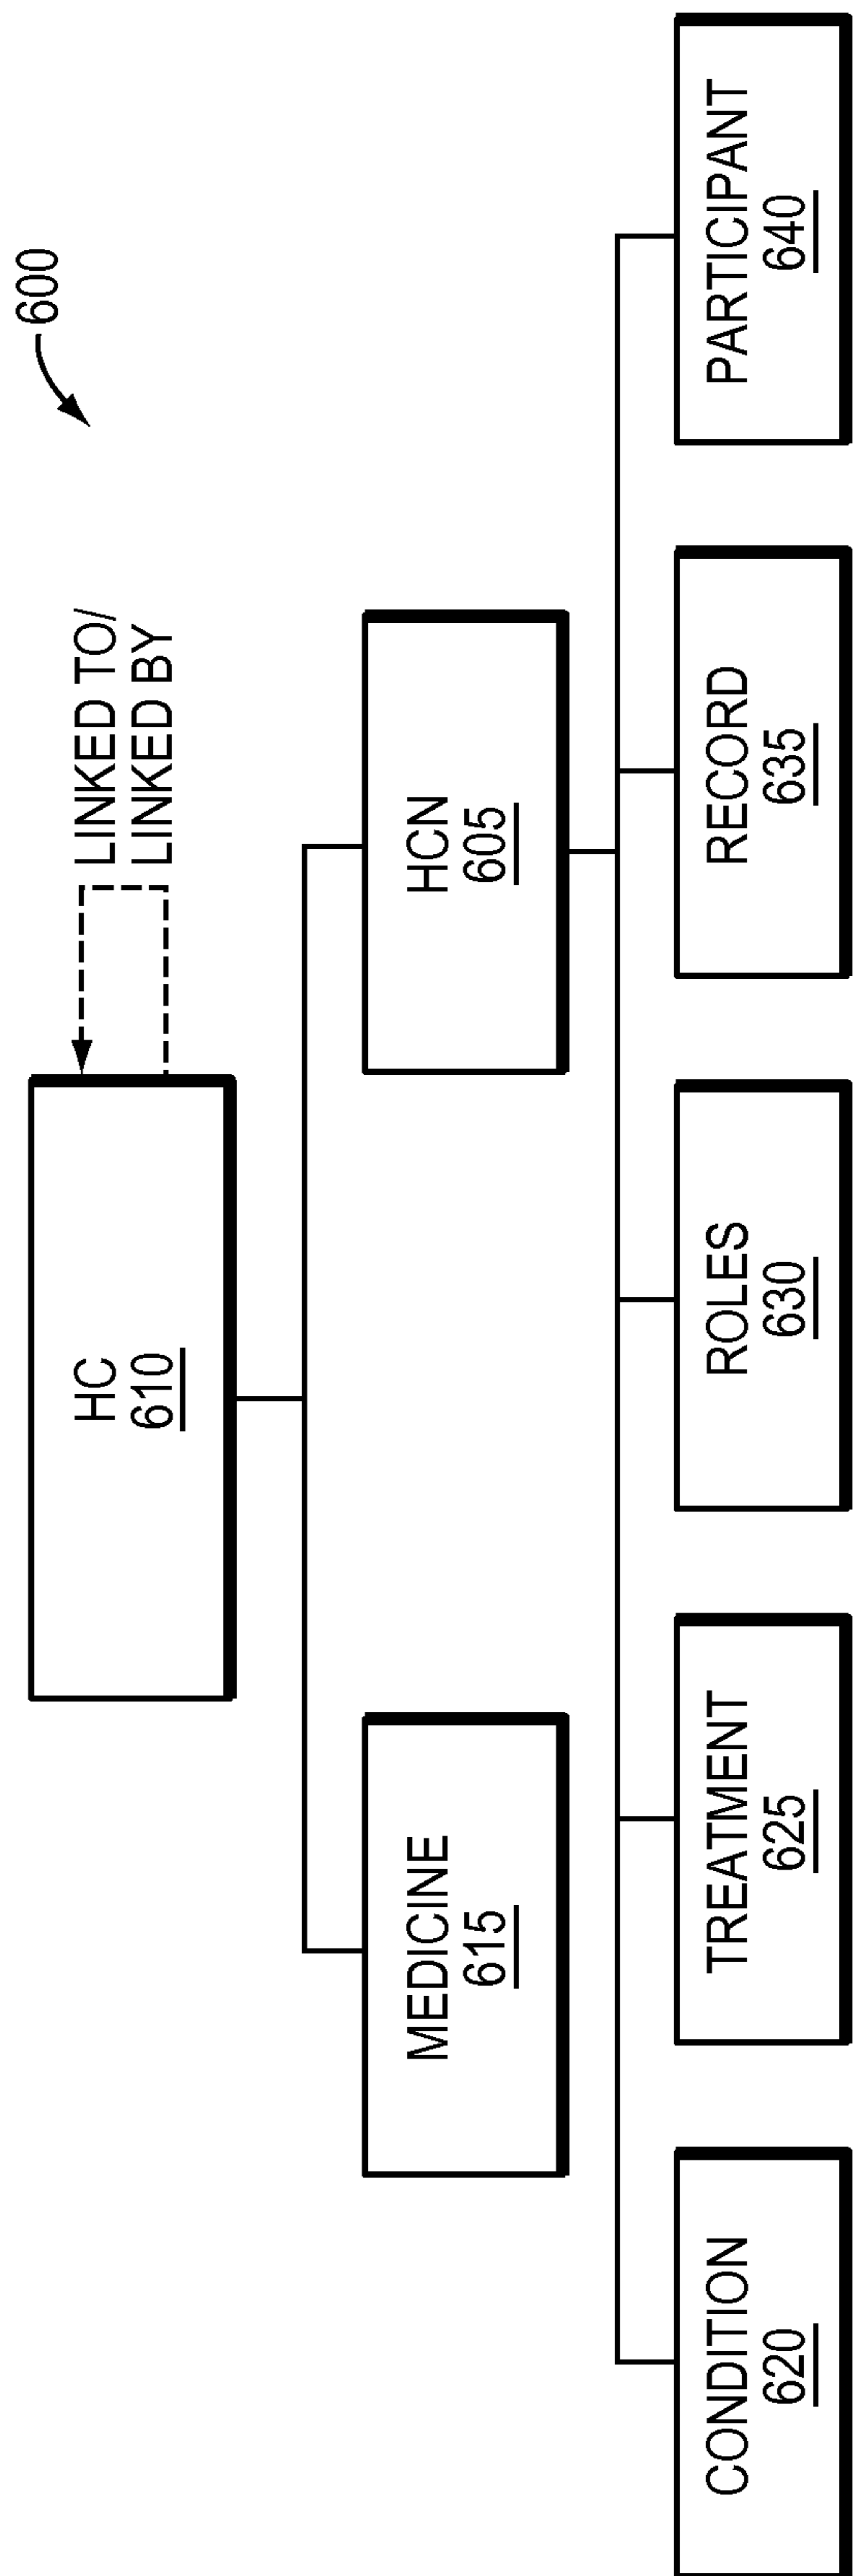 600
LINKED TO/
LINKED BY
HC
610
MEDICINE
615
HCN
605
CONDITION
620
TREATMENT
625
ROLES
630
RECORD
635
PARTICIPANT
640